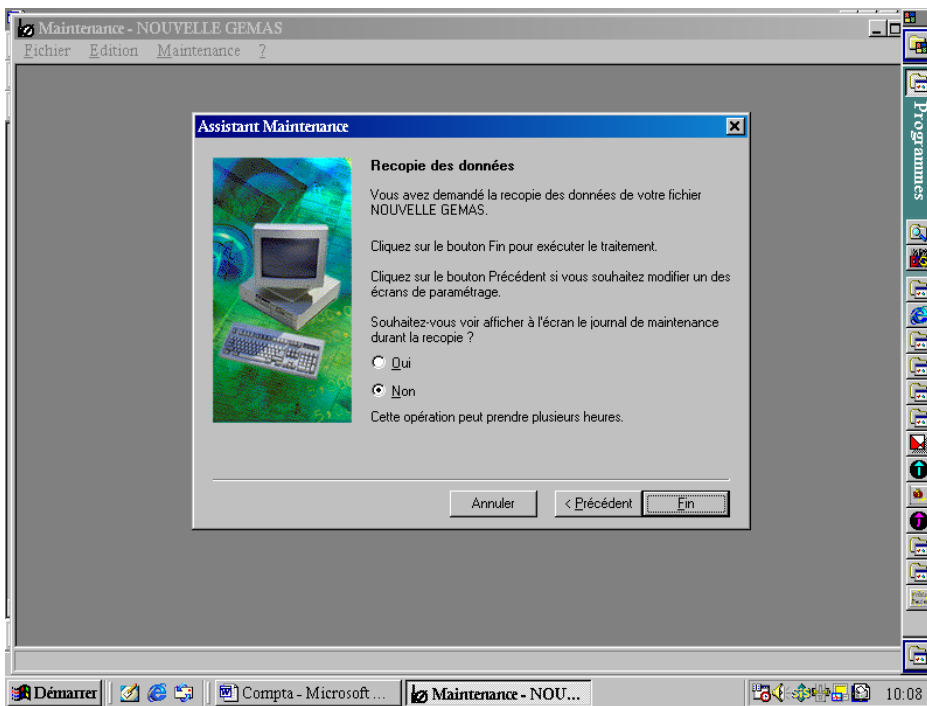 Maintenance - NOUVELLE GEMAS
Fichier Edition Maintenance ?
Programmes
Assistant Maintenance
Recopie des données
Vous avez demandé la recopie des données de votre fichier
NOUVELLE GEMAS.
Cliquez sur le bouton Fin pour exécuter le traitement.
Cliquez sur le bouton Précédent si vous souhaitez modifier un des
écrans de paramétrage.
Souhaitez-vous voir afficher à l'écran le journal de maintenance
durant la recopie ?
Oui
Non
Cette opération peut prendre plusieurs heures.
Annuler
< Précédent
Fin
Démarrer
Compta - Microsoft ...
Maintenance - NOU...
10:08